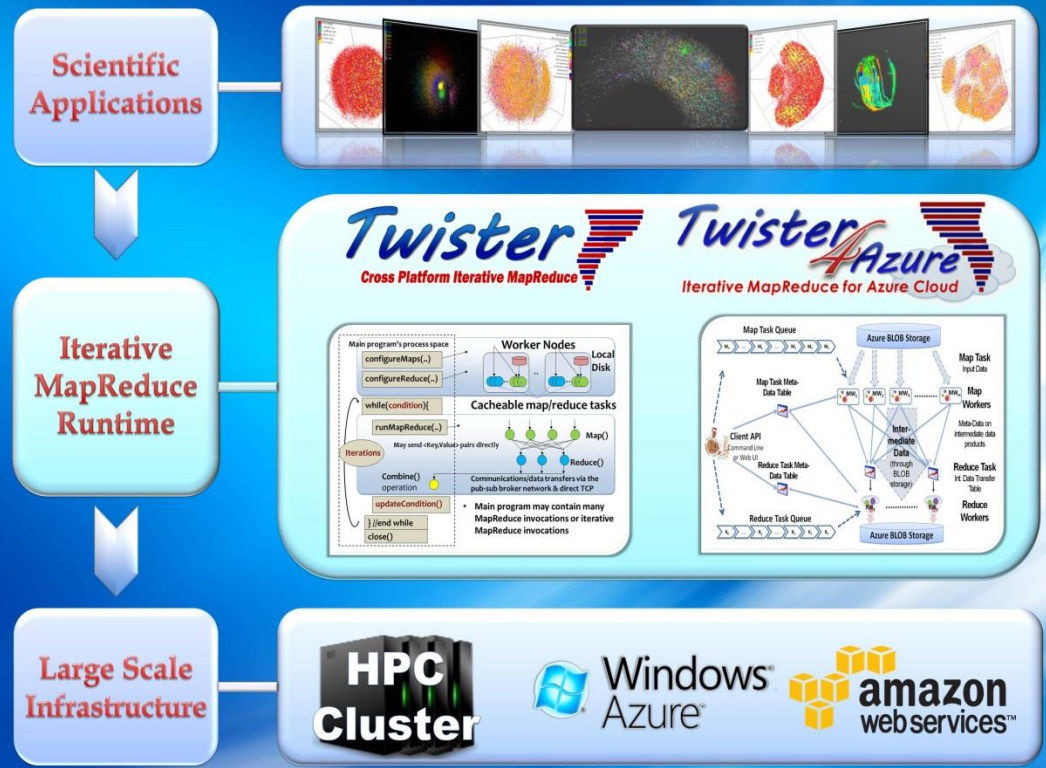 Scientific
Applications
Iterative
MapReduce
Runtime
Twister
Cross Platform Iterative MapReduce
Main program's process space
configureMaps(..)
configureReduce(..)
Worker Nodes
Local
Disk
..
while(condition){
Cacheable map/reduce tasks
runMapReduce(..)
May send <Key,Value> pairs directly
Iterations
Map()
Reduce()
Combine()
operation
Communications/data transfers via the
pub-sub broker network & direct TCP
updateCondition()
} //end while
close()
• Main program may contain many
MapReduce invocations or iterative
MapReduce invocations
Twister
4Azure
Iterative MapReduce for Azure Cloud
Map Task Queue
Azure BLOB Storage
Map Task
Input Data
Map Task Meta-
Data Table
Map
Workers
Client API
Command Line
or Web UI
Inter-
mediate
Data
(through
BLOB
storage)
Meta-Data on
intermediate data
products
Reduce Task Meta-
Data Table
Reduce Task
Int. Data Transfer
Table
Reduce
Workers
Reduce Task Queue
Azure BLOB Storage
Large Scale
Infrastructure
HPC
Cluster
Windows
Azure
amazon
webservices™